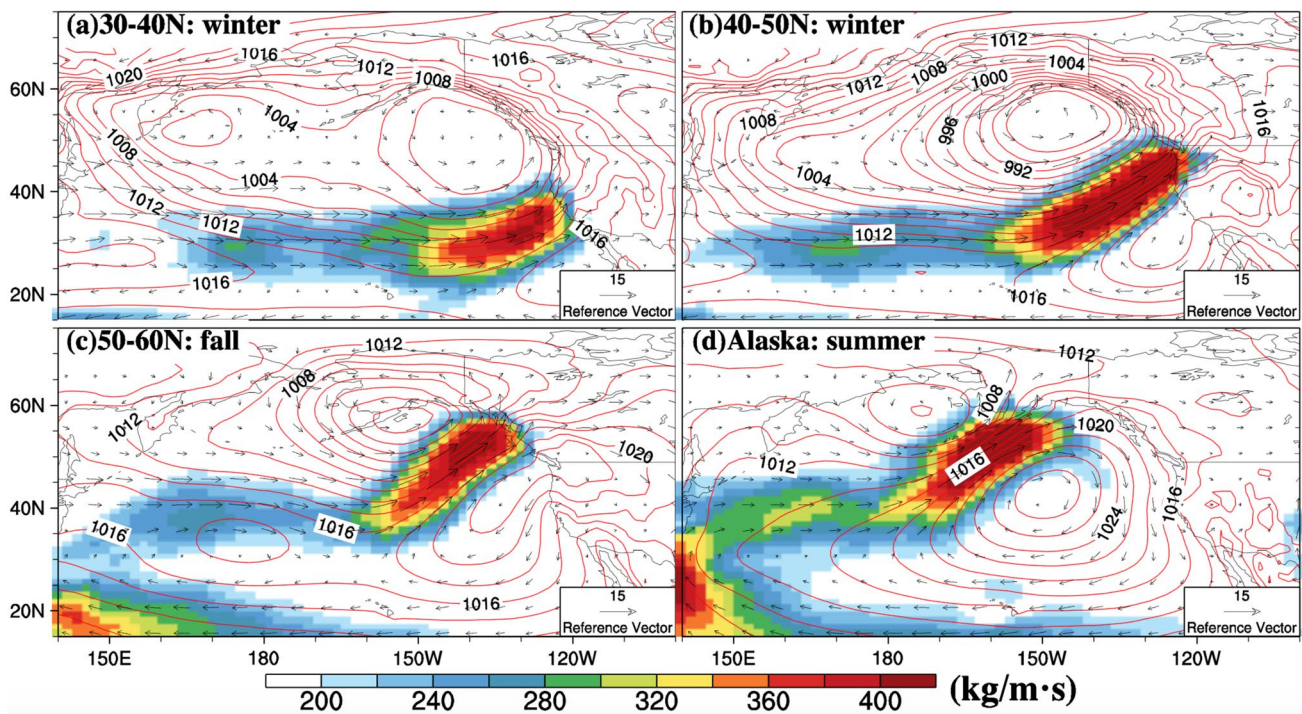 (a)30-40N: winter
1016
1020
1012
1016
1008
1004
1008
1004
1012
1012
1016
1016
15
Reference Vector
60N
40N
20N
(b)40-50N: winter
1012
1004
1008
1000
1012
1008
996
1016
992
1004
1012
1016
15
Reference Vector
(c)50-60N: fall
1012
1008
1012
1020
1016
1016
1016
15
Reference Vector
60N
40N
20N
150E
180
150W
120W
(d)Alaska: summer
1012
1008
1020
1016
1012
1016
1024
15
Reference Vector
150E
180
150W
120W
200
240
280
320
360
400
(kg/m·s)